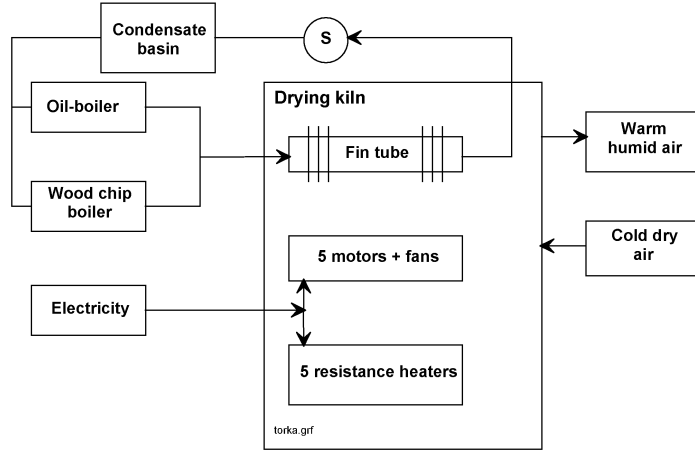 Condensate
basin
S
Oil-boiler
Drying kiln
Warm
humid air
Fin tube
Wood chip
boiler
Cold dry
air
5 motors + fans
Electricity
5 resistance heaters
torka.grf